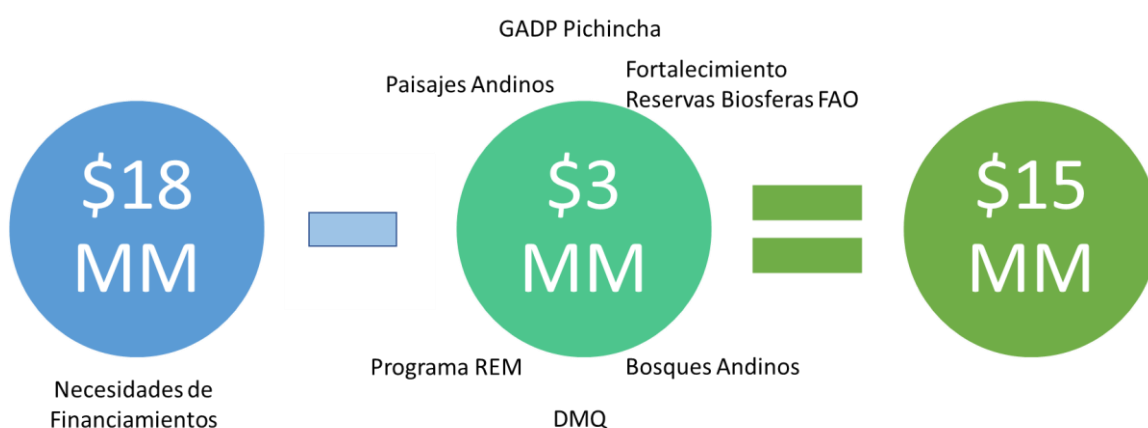 GADP Pichincha
Paisajes Andinos
Fortalecimiento
Reservas Biosferas FAO
$18
MM
$3
MM
$15
MM
Programa REM
Bosques Andinos
Necesidades de
Financiamientos
DMQ